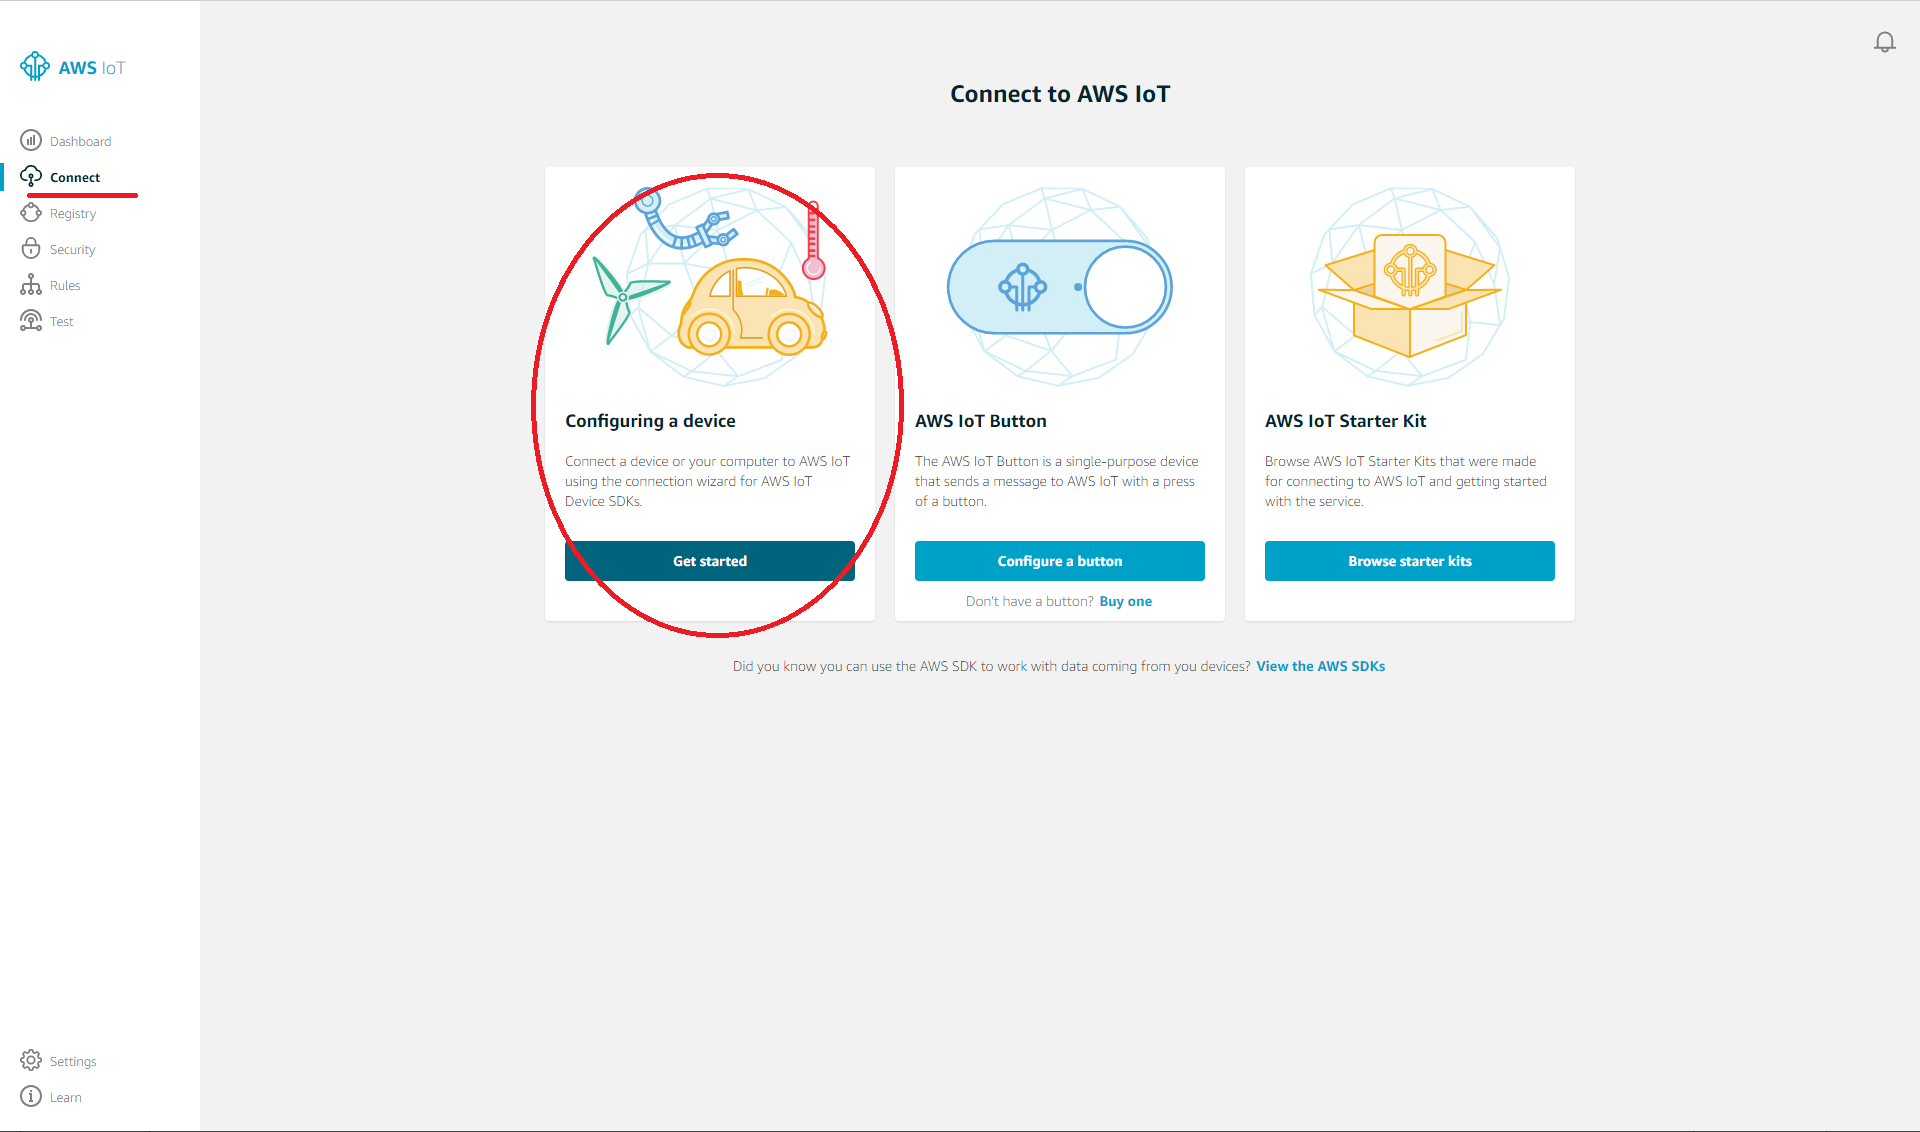 AWS IoT
Dashboard
Connect
Registry
Security
Rules
Test
Settings
Learn
Connect to AWS IoT
Configuring a device
Connect a device or your computer to AWS IoT
using the connection wizard for AWS IoT
Device SDKs.
Get started
AWS IoT Button
The AWS IoT Button is a single-purpose device
that sends a message to AWS IoT with a press
of a button.
Configure a button
Don't have a button? Buy one
AWS IoT Starter Kit
Browse AWS IoT Starter Kits that were made
for connecting to AWS IoT and getting started
with the service.
Browse starter kits
Did you know you can use the AWS SDK to work with data coming from you devices? View the AWS SDKs